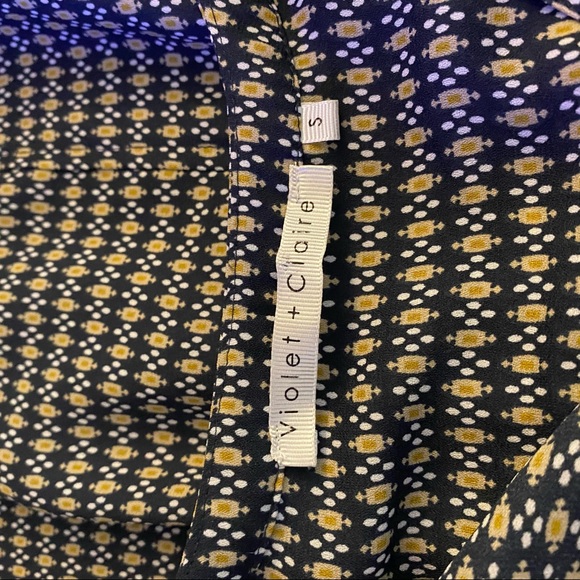 Violet + Claire
S